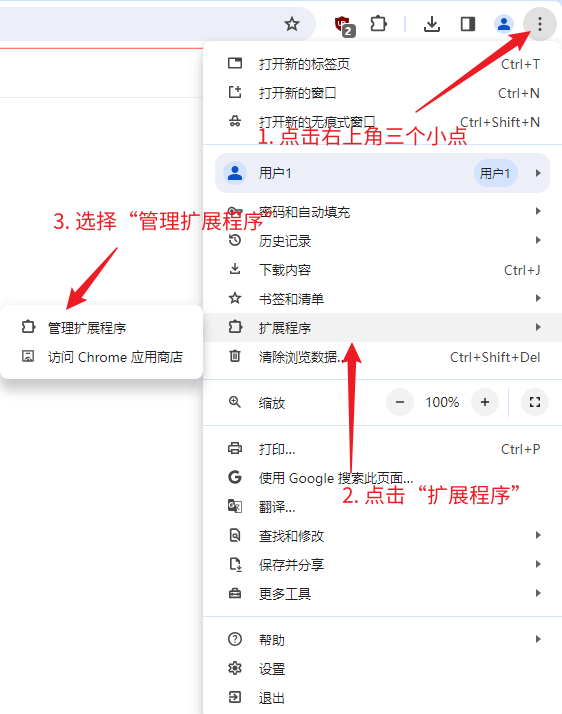 2
打开新的标签页 Ctrl+T
打开新的窗口 Ctrl+N
打开新的无痕式窗口 Ctrl+Shift+N
1. 点击右上角三个小点
用户1 用户1
密码和自动填充
3. 选择“管理扩展程序”
历史记录
下载内容 Ctrl+J
书签和清单
扩展程序
管理扩展程序
访问 Chrome 应用商店
清除浏览数据... Ctrl+Shift+Del
缩放 − 100% +
打印... Ctrl+P
使用 Google 搜索此页面...
2. 点击“扩展程序”
翻译...
查找和修改
保存并分享
更多工具
帮助
设置
退出